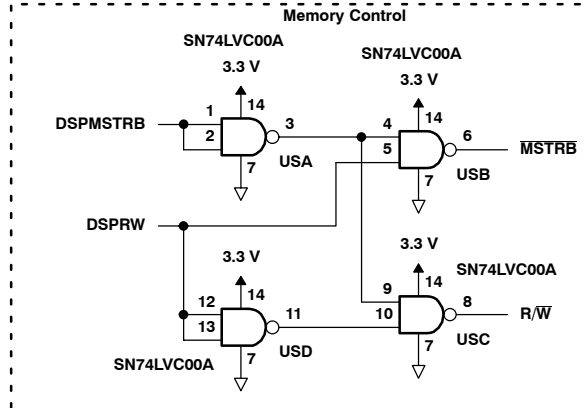 Memory Control
SN74LVC00A
SN74LVC00A
3.3 V
3.3 V
14
14
DSPMSTRB
1
2
3
4
5
6
MSTRB
7
USA
7
USB
DSPRW
3.3 V
3.3 V
SN74LVC00A
14
14
12
13
11
9
10
8
R/W
7
USD
7
USC
SN74LVC00A